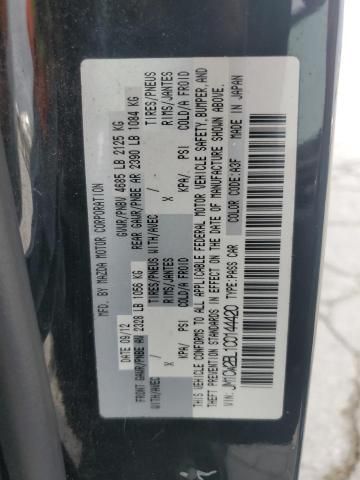 MFD. BY MAZDA MOTOR CORPORATION
DATE 09/12 GVWR/PNBV 4685 LB 2125 KG
FRONT GAWR/PNBE AV 2328 LB 1056 KG REAR GAWR/PNBE AR 2390 LB 1084 KG
WITH/AVEC TIRES/PNEUS WITH/AVEC TIRES/PNEUS
X RIMS/JANTES X RIMS/JANTES
KPA/ PSI COLD/A FROID KPA/ PSI COLD/A FROID
THIS VEHICLE CONFORMS TO ALL APPLICABLE FEDERAL MOTOR VEHICLE SAFETY, BUMPER, AND
THEFT PREVENTION STANDARDS IN EFFECT ON THE DATE OF MANUFACTURE SHOWN ABOVE.
VIN: JM1CW2BL1C0144420 TYPE: PASS CAR COLOR CODE: A3F MADE IN JAPAN